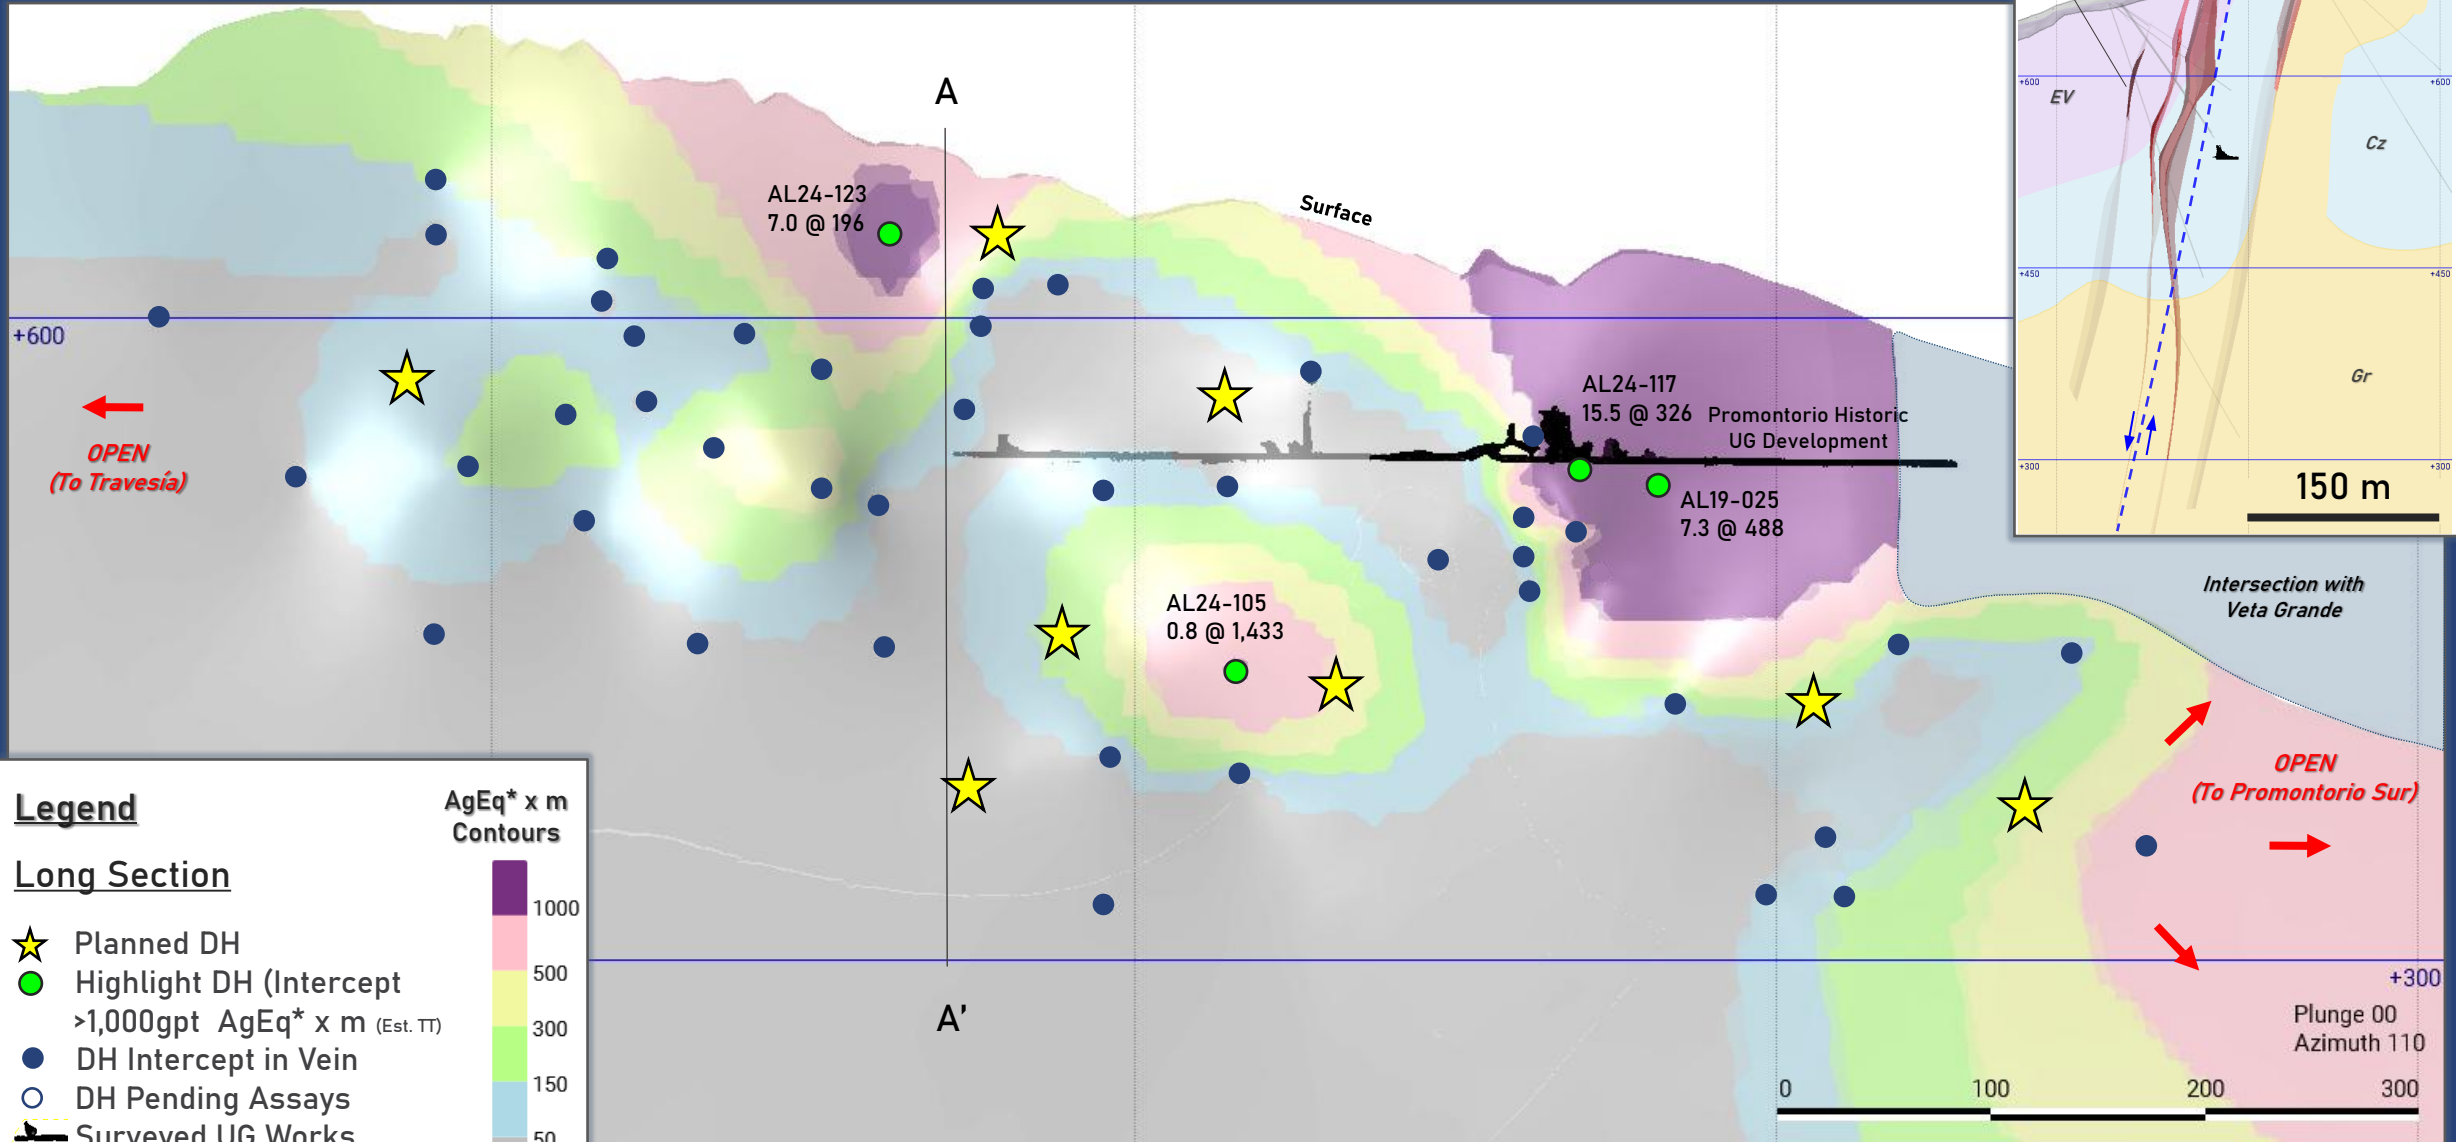 A
AL24-123
7.0 @ 196
Surface
+600
OPEN
(To Travesía)
AL24-117
15.5 @ 326
Promontorio Historic
UG Development
AL19-025
7.3 @ 488
AL24-105
0.8 @ 1,433
Intersection with
Veta Grande
OPEN
(To Promontorio Sur)
A'
+300
Plunge 00
Azimuth 110
0 100 200 300
+600
+600
EV
Cz
+450
+450
Gr
+300
+300
150 m
Legend
Long Section
AgEq* x m
Contours
1000
500
300
150
50
Planned DH
Highlight DH (Intercept
>1,000gpt AgEq* x m (Est. TT)
DH Intercept in Vein
DH Pending Assays
Surveyed UG Works